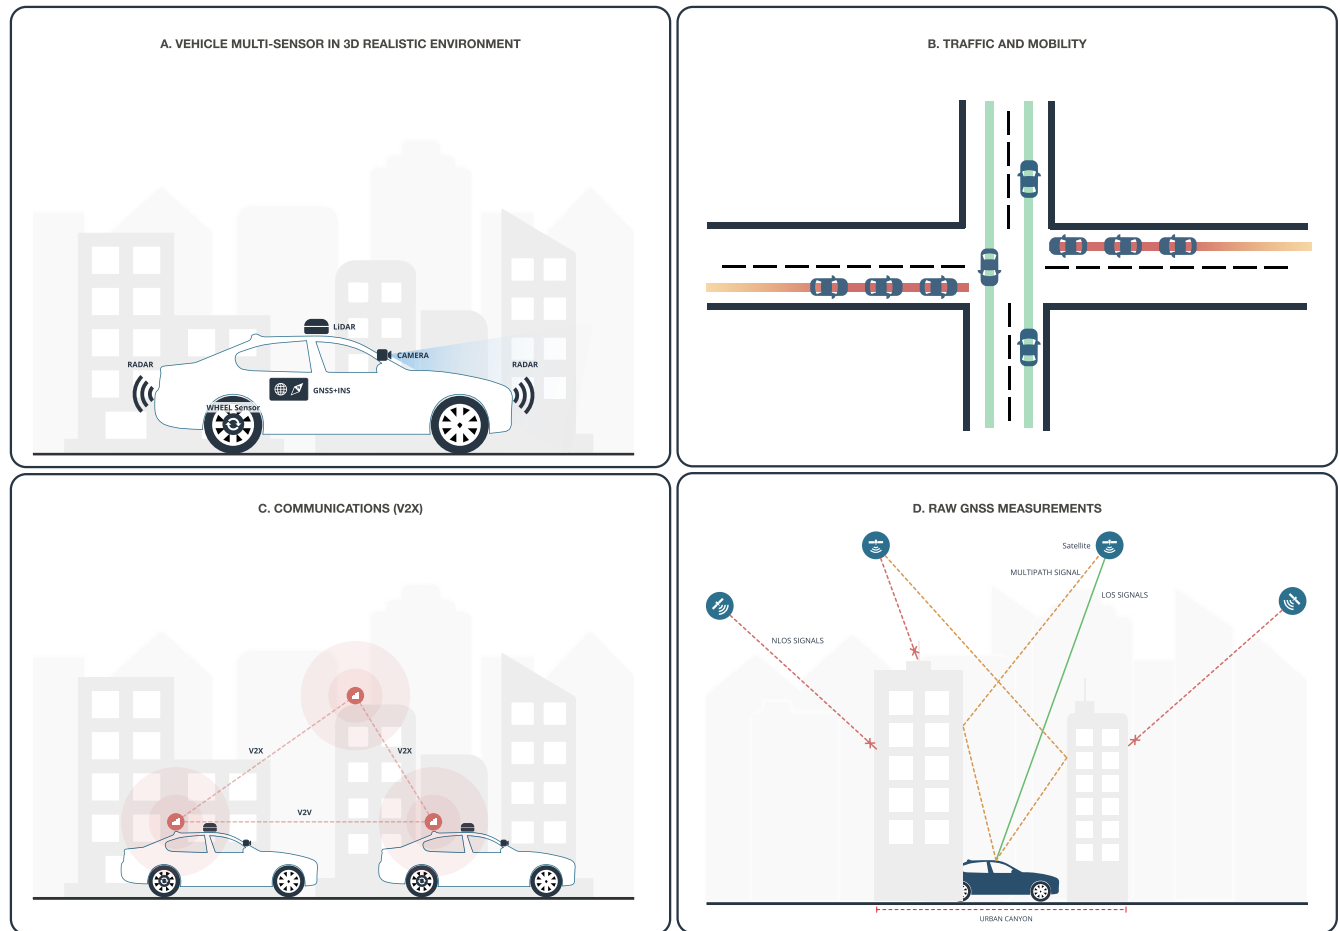 A. VEHICLE MULTI-SENSOR IN 3D REALISTIC ENVIRONMENT
LiDAR
CAMERA
RADAR
RADAR
GNSS+INS
WHEEL Sensor
B. TRAFFIC AND MOBILITY
C. COMMUNICATIONS (V2X)
V2X
V2X
V2V
D. RAW GNSS MEASUREMENTS
Satellite
MULTIPATH SIGNAL
LOS SIGNALS
NLOS SIGNALS
URBAN CANYON